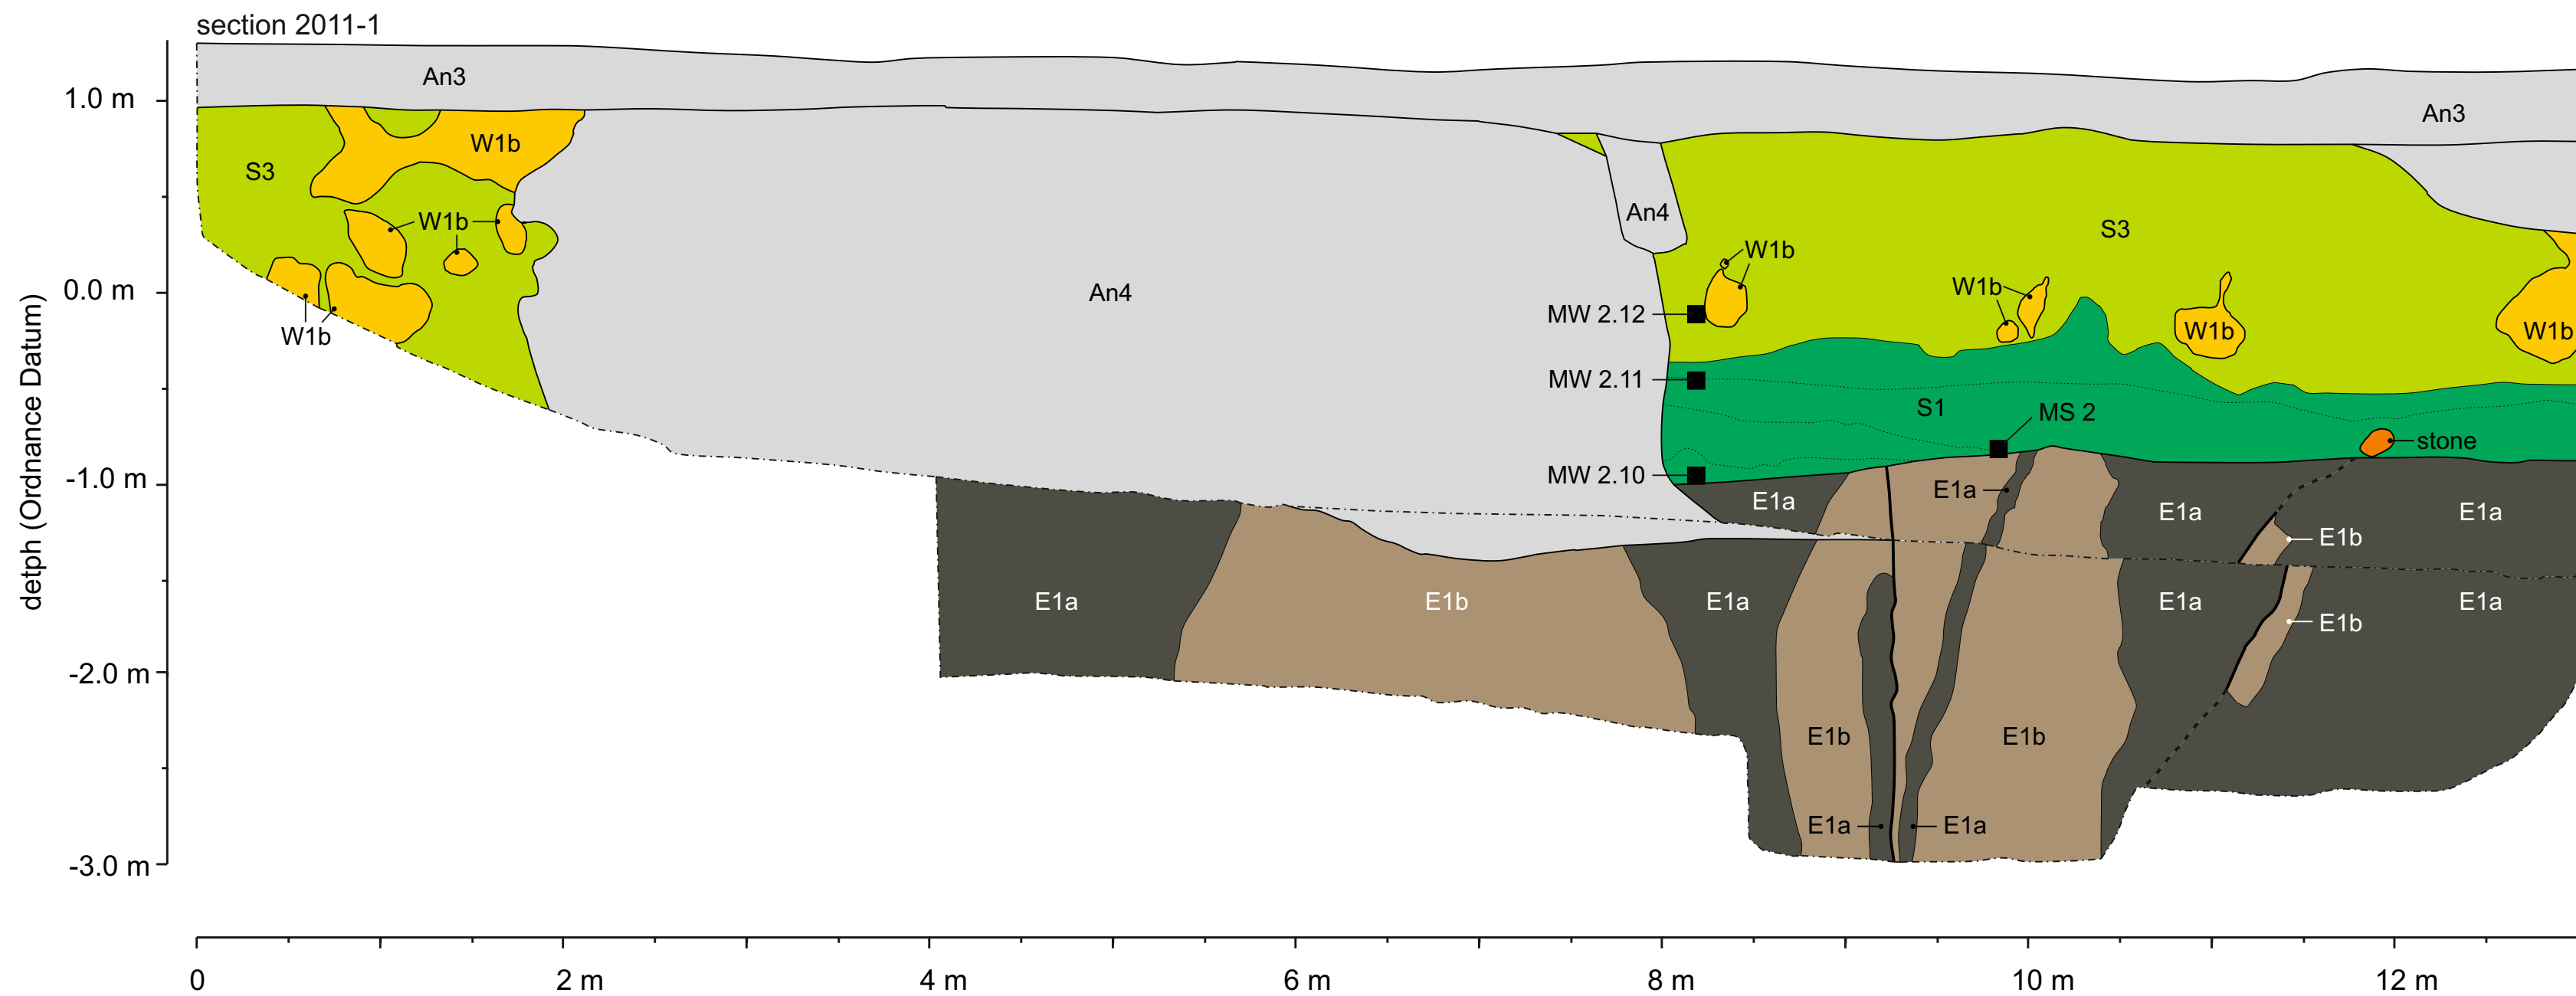 section 2011-1
An3
1.0 m
An3
W1b
S3
An4
W1b
S3
W1b
W1b
0.0 m
An4
MW 2.12
W1b
W1b
W1b
detph (Ordnance Datum)
MW 2.11
S1
MS 2
stone
-1.0 m
MW 2.10
E1a
E1a
E1a
E1a
E1b
E1a
E1b
E1a
E1a
E1a
E1b
-2.0 m
E1b
E1b
E1a
E1a
-3.0 m
0
2 m
4 m
6 m
8 m
10 m
12 m